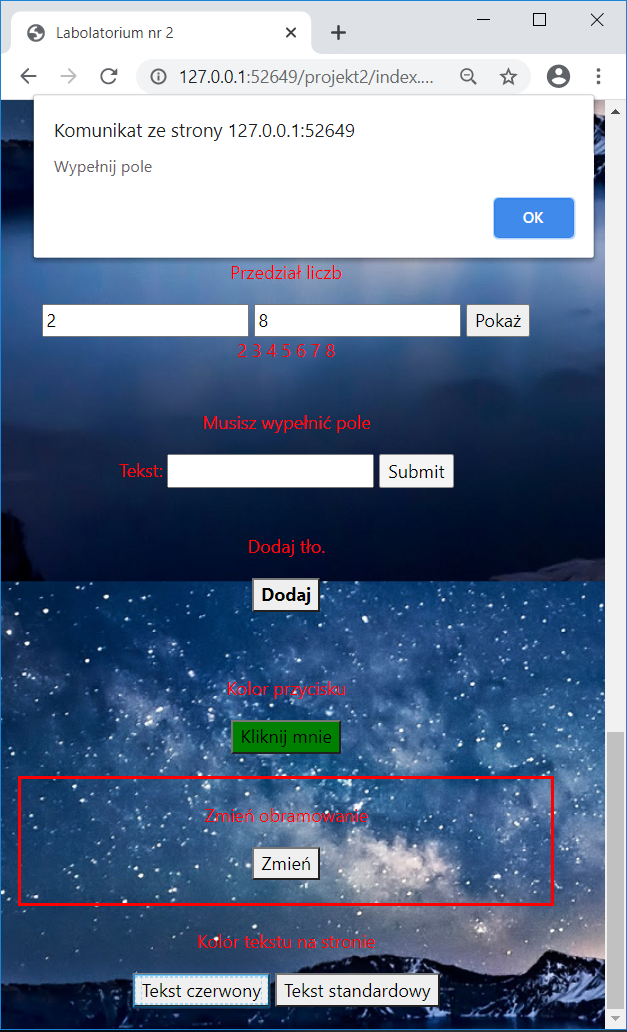 Labolatorium nr 2
127.0.0.1:52649/projekt2/index....
Komunikat ze strony 127.0.0.1:52649
Wypełnij pole
OK
Przedział liczb
2 8 Pokaż
2 3 4 5 6 7 8
Musisz wypełnić pole
Tekst: Submit
Dodaj tło.
Dodaj
Kolor przycisku
Kliknij mnie
Zmień obramowanie
Zmień
Kolor tekstu na stronie
Tekst czerwony Tekst standardowy